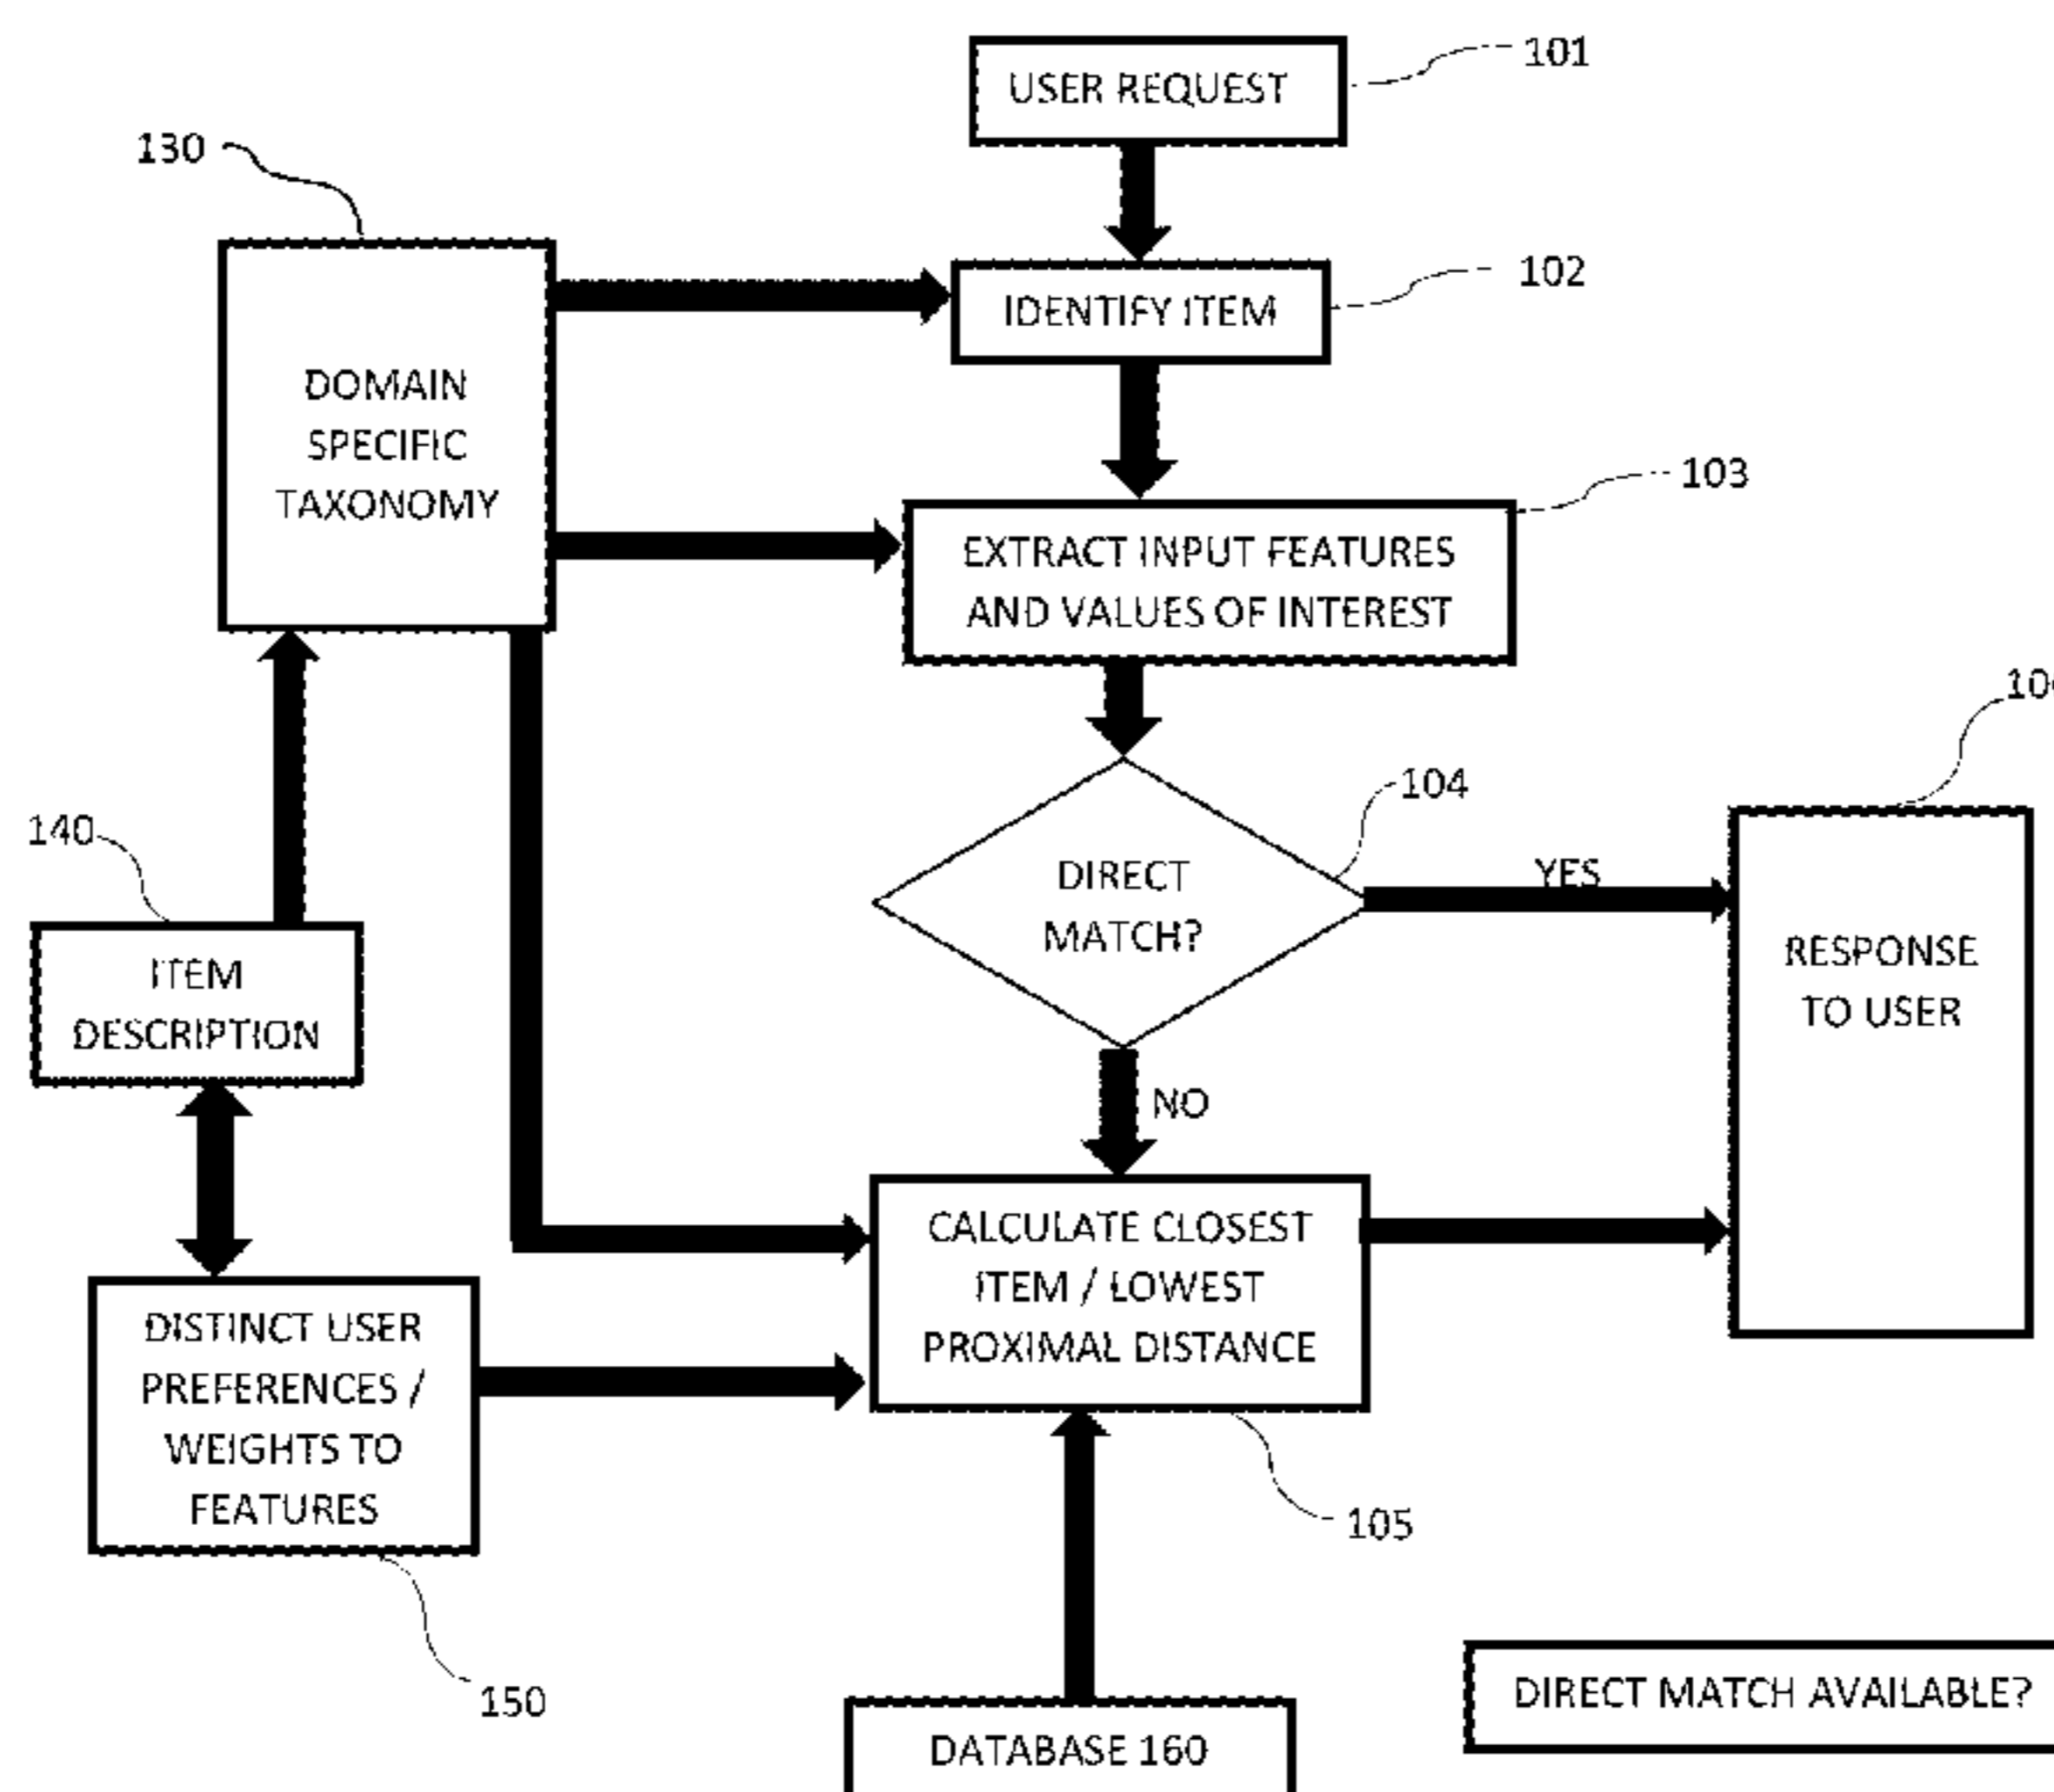 USER REQUEST
101
130
IDENTIFY ITEM
102
DOMAIN
SPECIFIC
TAXONOMY
103
EXTRACT INPUT FEATURES
AND VALUES OF INTEREST
104
140
YES
DIRECT
MATCH?
RESPONSE
TO USER
ITEM
DESCRIPTION
NO
CALCULATE CLOSEST
ITEM / LOWEST
PROXIMAL DISTANCE
DISTINCT USER
PREFERENCES /
WEIGHTS TO
FEATURES
105
150
DIRECT MATCH AVAILABLE?
DATABASE 160